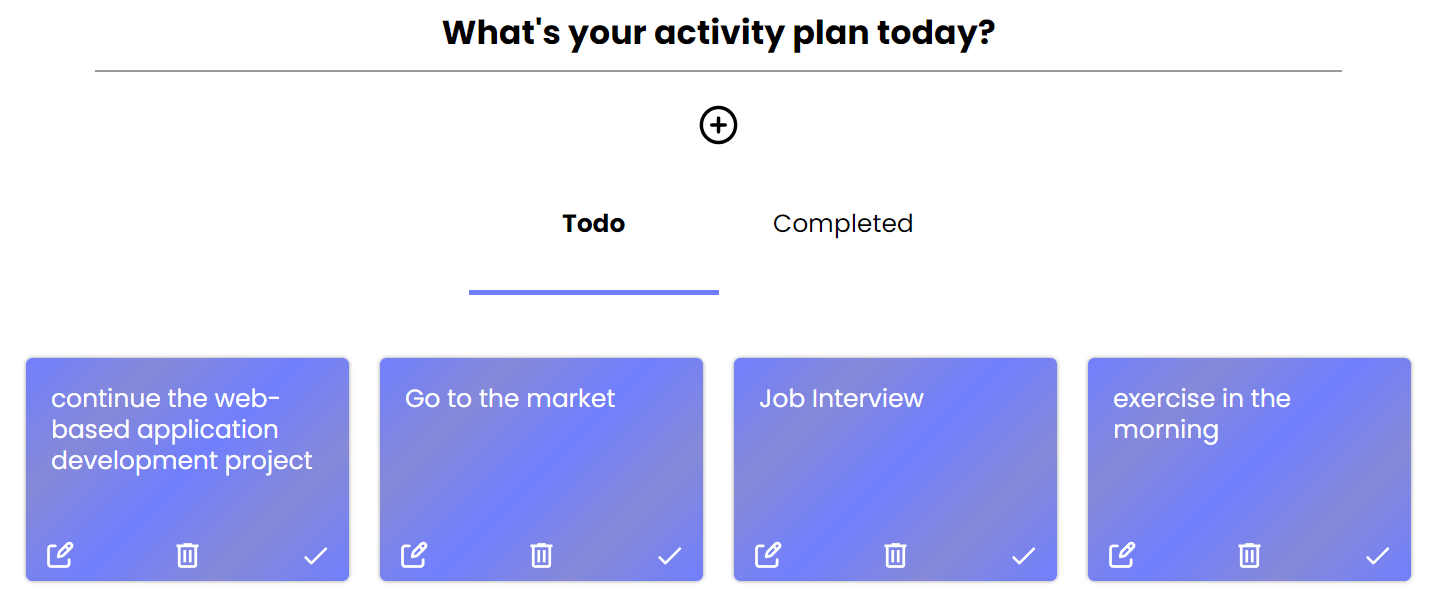 What's your activity plan today?
Todo
Completed
continue the web-
based application
development project
Go to the market
Job Interview
exercise in the
morning